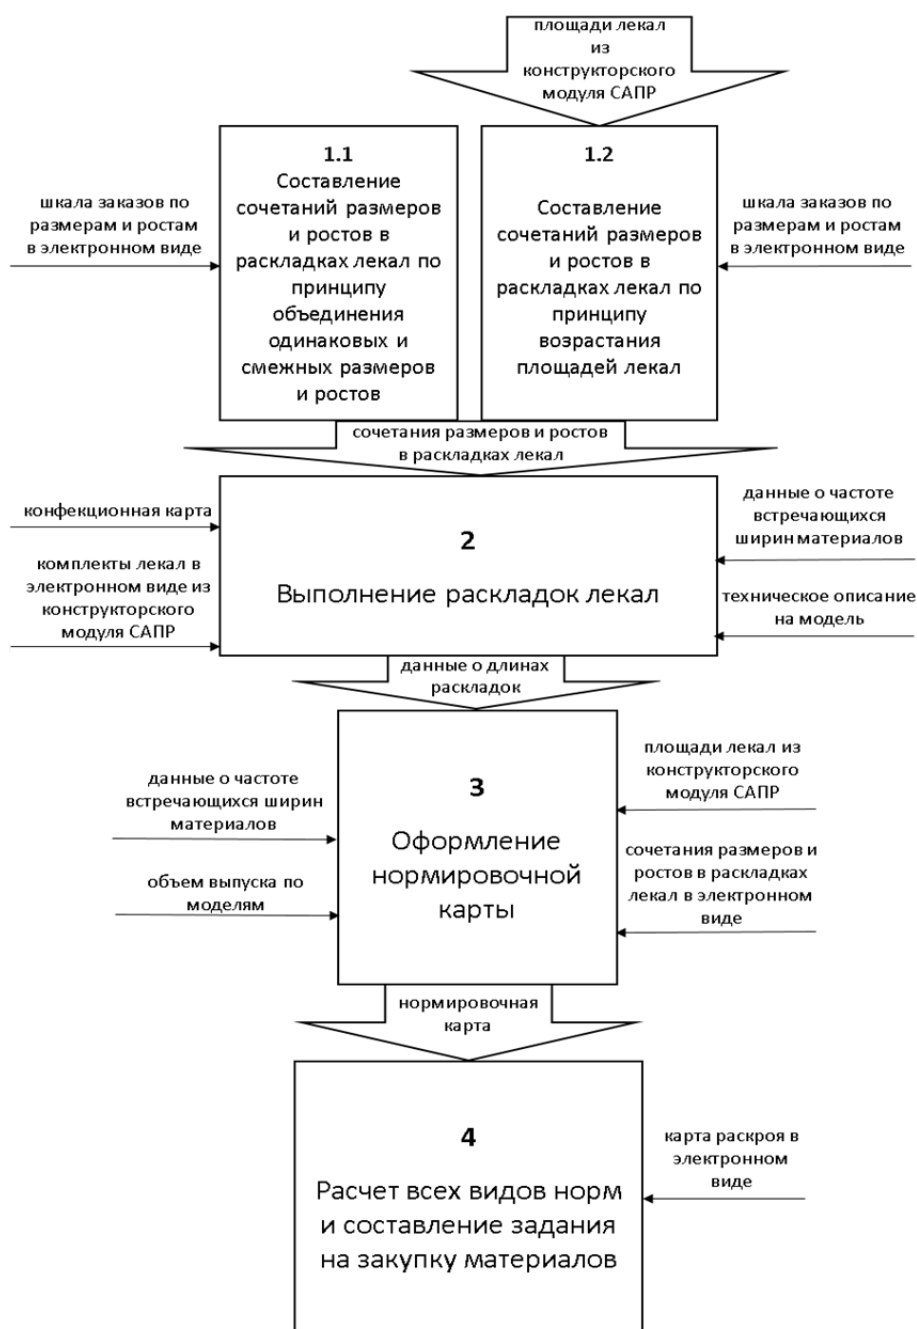 площади лекал
из
конструкторского
модуля САПР
1.1
Составление
сочетаний размеров
и ростов в
раскладках лекал по
принципу
объединения
одинаковых и
смежных размеров
и ростов
1.2
Составление
сочетаний размеров
и ростов в
раскладках лекал по
принципу
возрастания
площадей лекал
шкала заказов по
размерам и ростам
в электронном виде
шкала заказов по
размерам и ростам
в электронном виде
сочетания размеров и ростов
в раскладках лекал
конфекционная карта
комплекты лекал в
электронном виде из
конструкторского
модуля САПР
2
Выполнение раскладок лекал
данные о частоте
встречающихся
ширин материалов
техническое описание
на модель
данные о длинах
раскладок
данные о частоте
встречающихся ширин
материалов
объем выпуска по
моделям
3
Оформление
нормировочной
карты
площади лекал из
конструкторского
модуля САПР
сочетания размеров и
ростов в раскладках
лекал в электронном
виде
нормировочная
карта
4
Расчет всех видов норм
и составление задания
на закупку материалов
карта раскроя в
электронном
виде